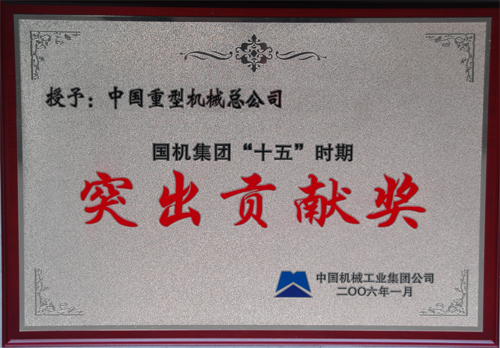 授予：中国重型机械总公司
国机集团“十五”时期
突出贡献奖
中国机械工业集团公司
二〇〇六年一月